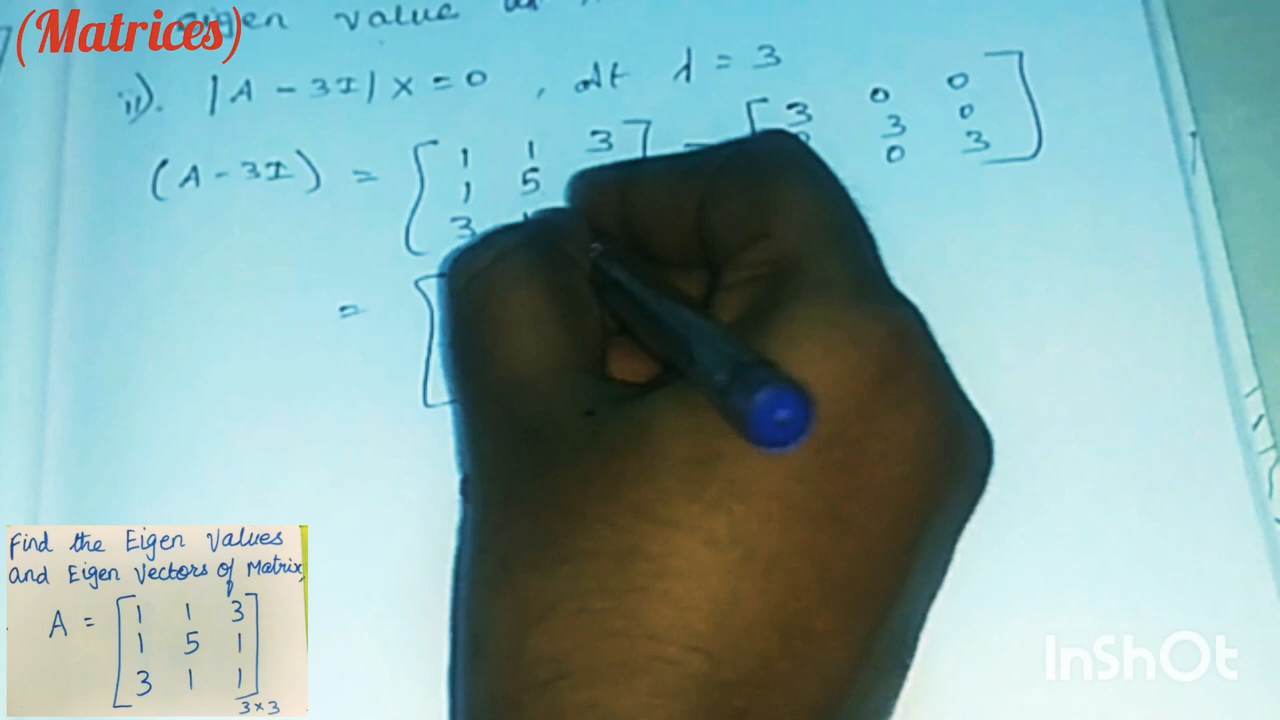 (Matrices)
eigen value
ii). |A - 3I| X = 0 , at λ = 3
(A - 3I) = [ 1 1 3 ] - [ 3 0 0 ]
1 5 3 0
3 0 3
=
Find the Eigen Values
and Eigen Vectors of Matrix,
A = [ 1 1 3 ]
1 5 1
3 1 1
3×3
InShOt